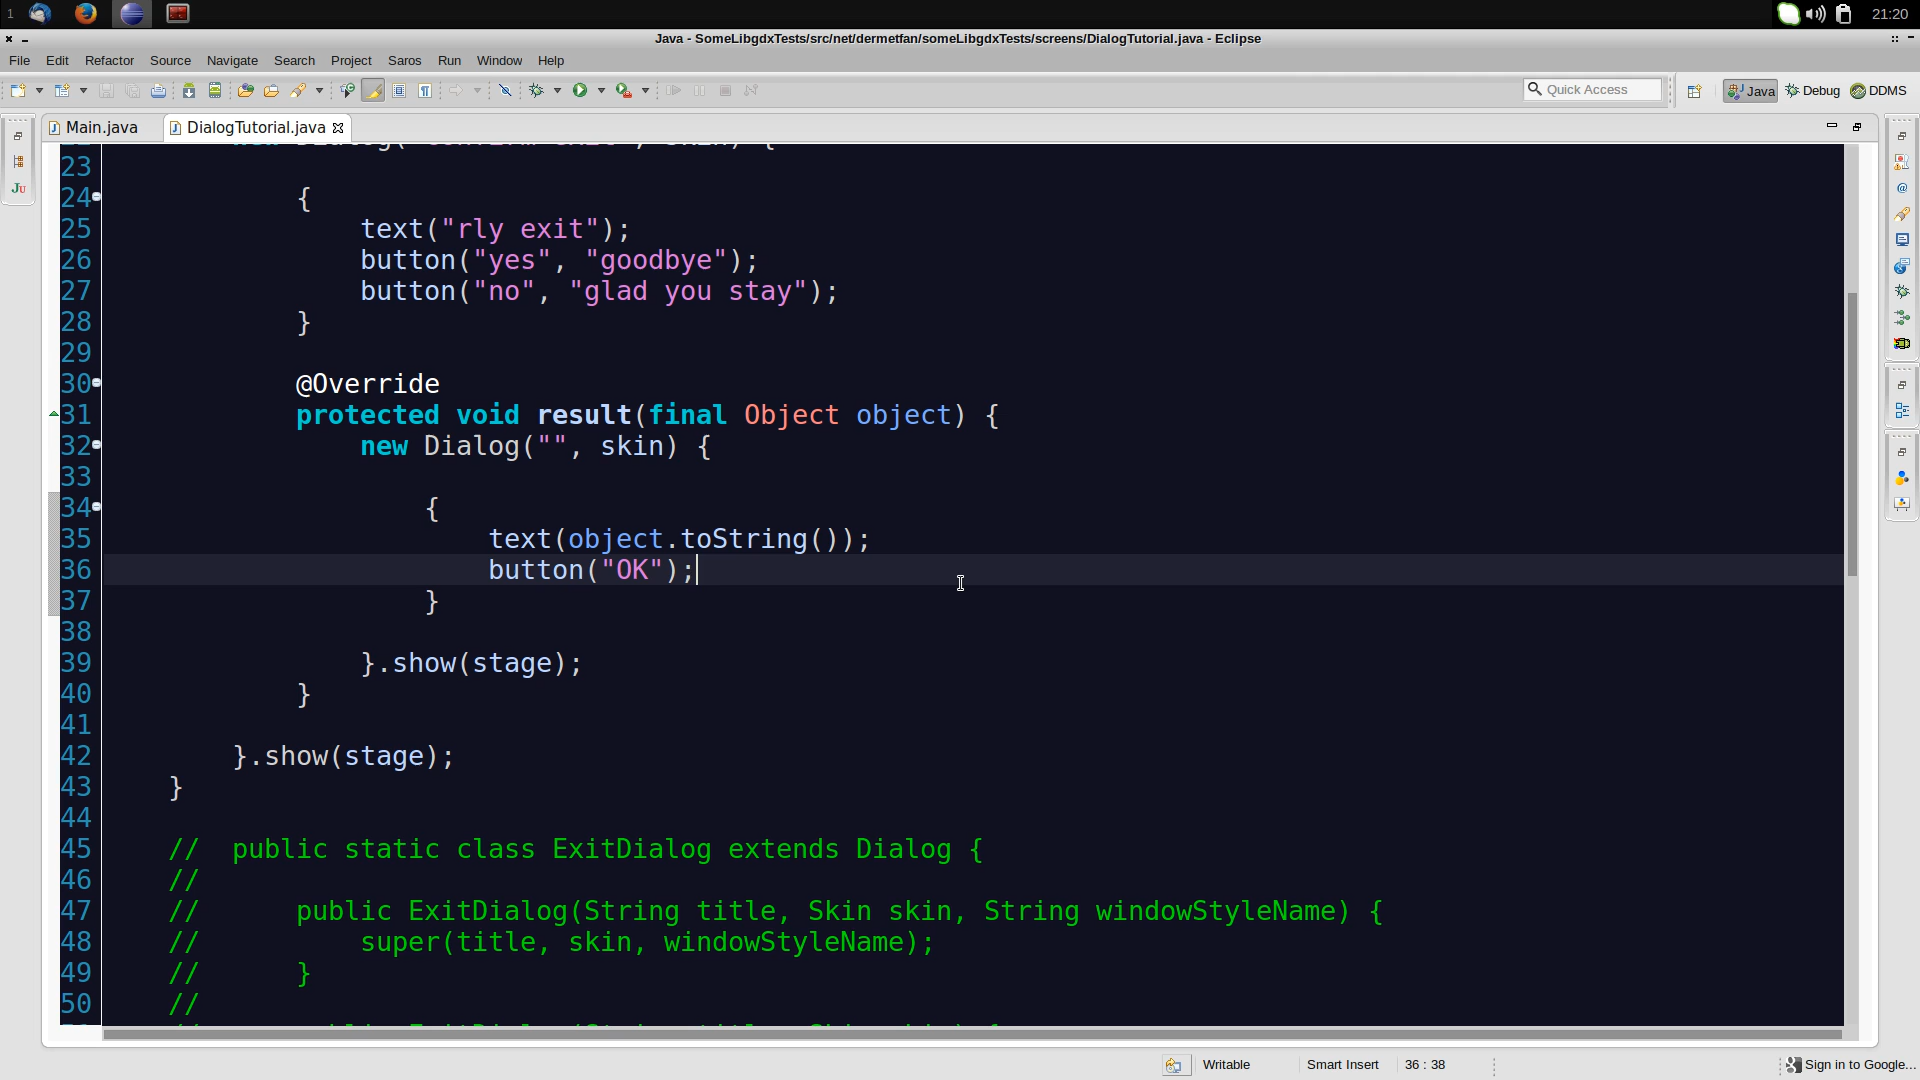 1
21:20
Java - SomeLibgdxTests/src/net/dermetfan/someLibgdxTests/screens/DialogTutorial.java - Eclipse
File Edit Refactor Source Navigate Search Project Saros Run Window Help
Quick Access
Java Debug DDMS
Main.java DialogTutorial.java
23
24 {
25 text("rly exit");
26 button("yes", "goodbye");
27 button("no", "glad you stay");
28 }
29
30 @Override
31 protected void result(final Object object) {
32 new Dialog("", skin) {
33
34 {
35 text(object.toString());
36 button("OK");
37 }
38
39 }.show(stage);
40 }
41
42 }.show(stage);
43 }
44
45 // public static class ExitDialog extends Dialog {
46 //
47 // public ExitDialog(String title, Skin skin, String windowStyleName) {
48 // super(title, skin, windowStyleName);
49 // }
50 //
Writable Smart Insert 36 : 38 Sign in to Google...